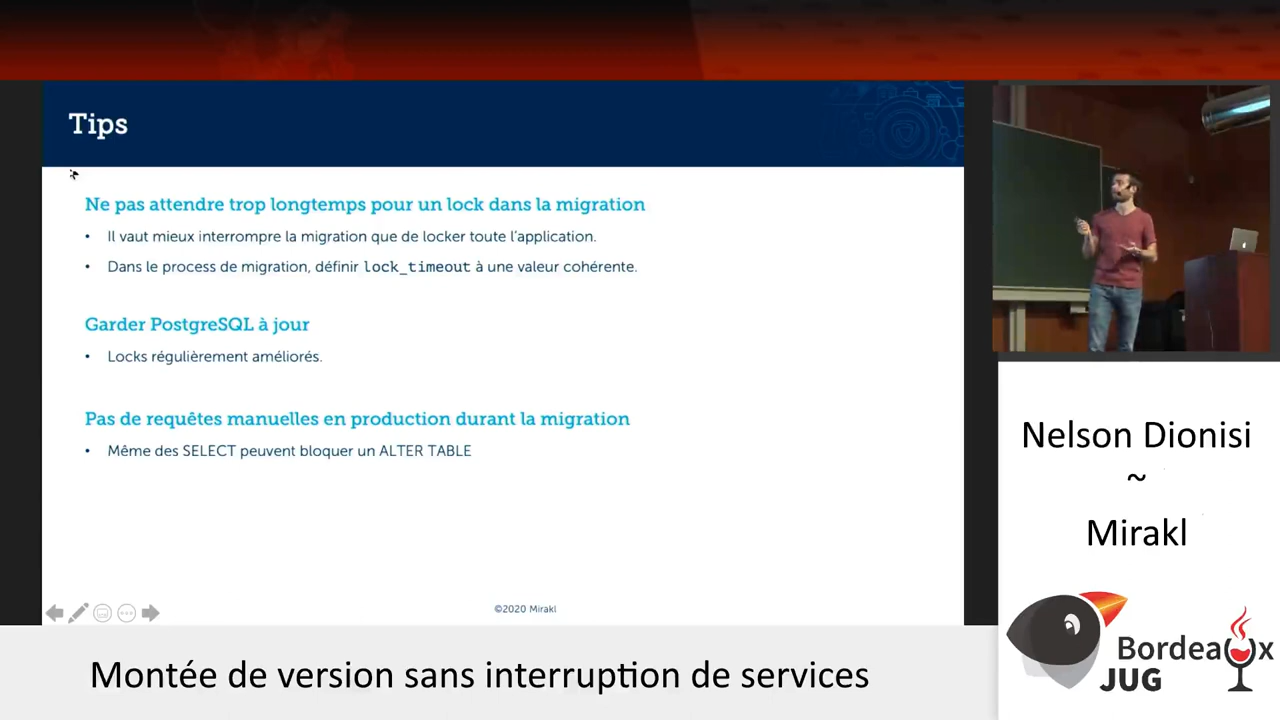 Tips
Ne pas attendre trop longtemps pour un lock dans la migration
• Il vaut mieux interrompre la migration que de locker toute l'application.
• Dans le process de migration, définir lock_timeout à une valeur cohérente.
Garder PostgreSQL à jour
• Locks régulièrement améliorés.
Pas de requêtes manuelles en production durant la migration
• Même des SELECT peuvent bloquer un ALTER TABLE
©2020 Mirakl
Nelson Dionisi
~
Mirakl
Bordeaux
JUG
Montée de version sans interruption de services